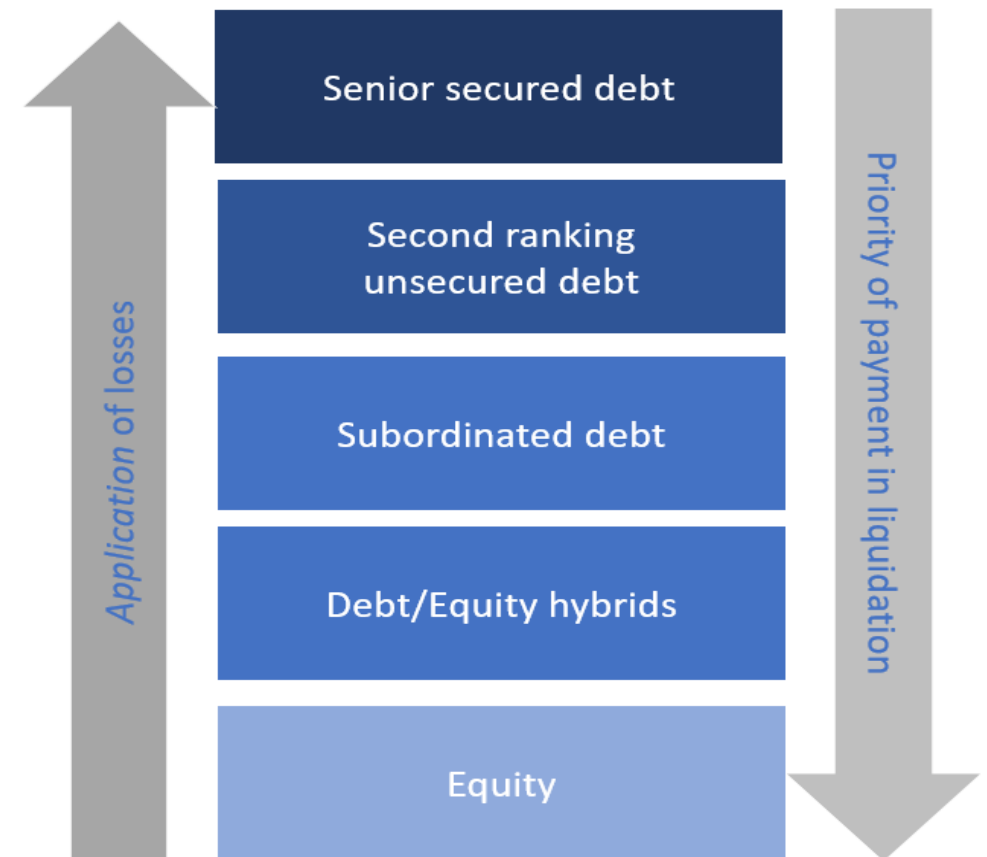 Senior secured debt
Second ranking
unsecured debt
Subordinated debt
Debt/Equity hybrids
Equity
Application of losses
Priority of payment in liquidation